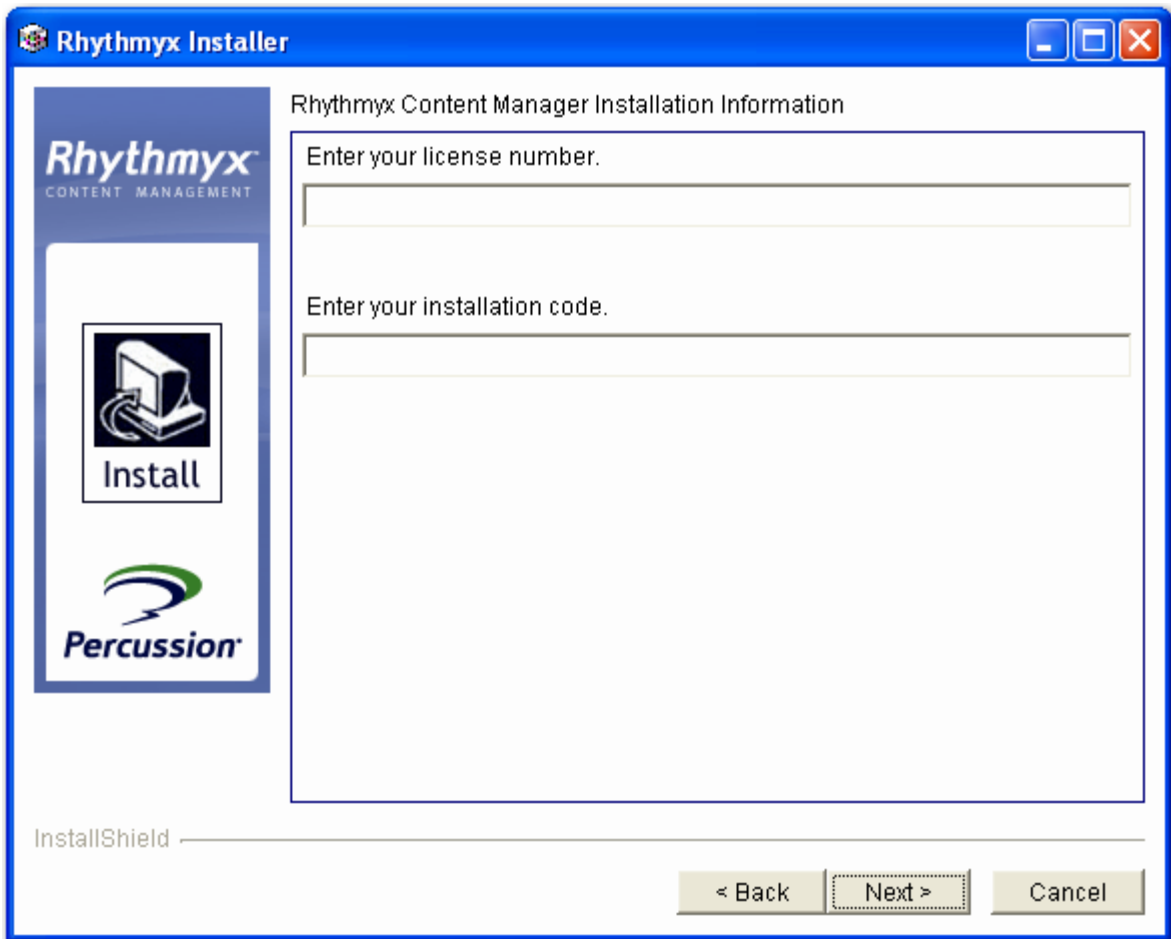 Rhythmyx Installer
Rhythmyx
CONTENT MANAGEMENT
Install
Percussion
Rhythmyx Content Manager Installation Information
Enter your license number.
Enter your installation code.
InstallShield
< Back
Next >
Cancel